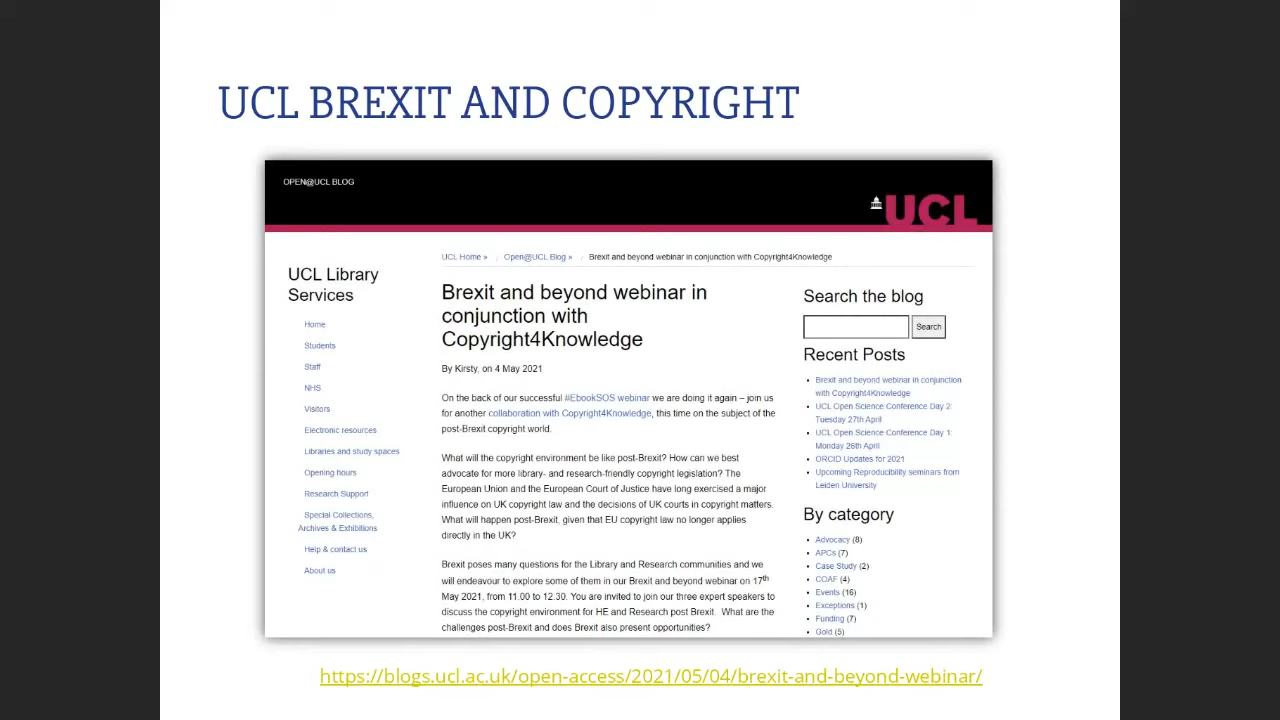 UCL BREXIT AND COPYRIGHT
OPEN@UCL BLOG
UCL
UCL Library
Services
Home
Students
Staff
NHS
Visitors
Electronic resources
Libraries and study spaces
Opening hours
Research Support
Special Collections,
Archives & Exhibitions
Help & contact us
About us
UCL Home » / Open@UCL Blog » / Brexit and beyond webinar in conjunction with Copyright4Knowledge
Brexit and beyond webinar in
conjunction with
Copyright4Knowledge
By Kirsty, on 4 May 2021
On the back of our successful #EbookSOS webinar we are doing it again – join us
for another collaboration with Copyright4Knowledge, this time on the subject of the
post-Brexit copyright world.
What will the copyright environment be like post-Brexit? How can we best
advocate for more library- and research-friendly copyright legislation? The
European Union and the European Court of Justice have long exercised a major
influence on UK copyright law and the decisions of UK courts in copyright matters.
What will happen post-Brexit, given that EU copyright law no longer applies
directly in the UK?
Brexit poses many questions for the Library and Research communities and we
will endeavour to explore some of them in our Brexit and beyond webinar on 17th
May 2021, from 11.00 to 12.30. You are invited to join our three expert speakers to
discuss the copyright environment for HE and Research post Brexit. What are the
challenges post-Brexit and does Brexit also present opportunities?
Search the blog
Search
Recent Posts
Brexit and beyond webinar in conjunction
with Copyright4Knowledge
UCL Open Science Conference Day 2:
Tuesday 27th April
UCL Open Science Conference Day 1:
Monday 26th April
ORCID Updates for 2021
Upcoming Reproducibility seminars from
Leiden University
By category
Advocacy (8)
APCs (7)
Case Study (2)
COAF (4)
Events (16)
Exceptions (1)
Funding (7)
Gold (5)
https://blogs.ucl.ac.uk/open-access/2021/05/04/brexit-and-beyond-webinar/